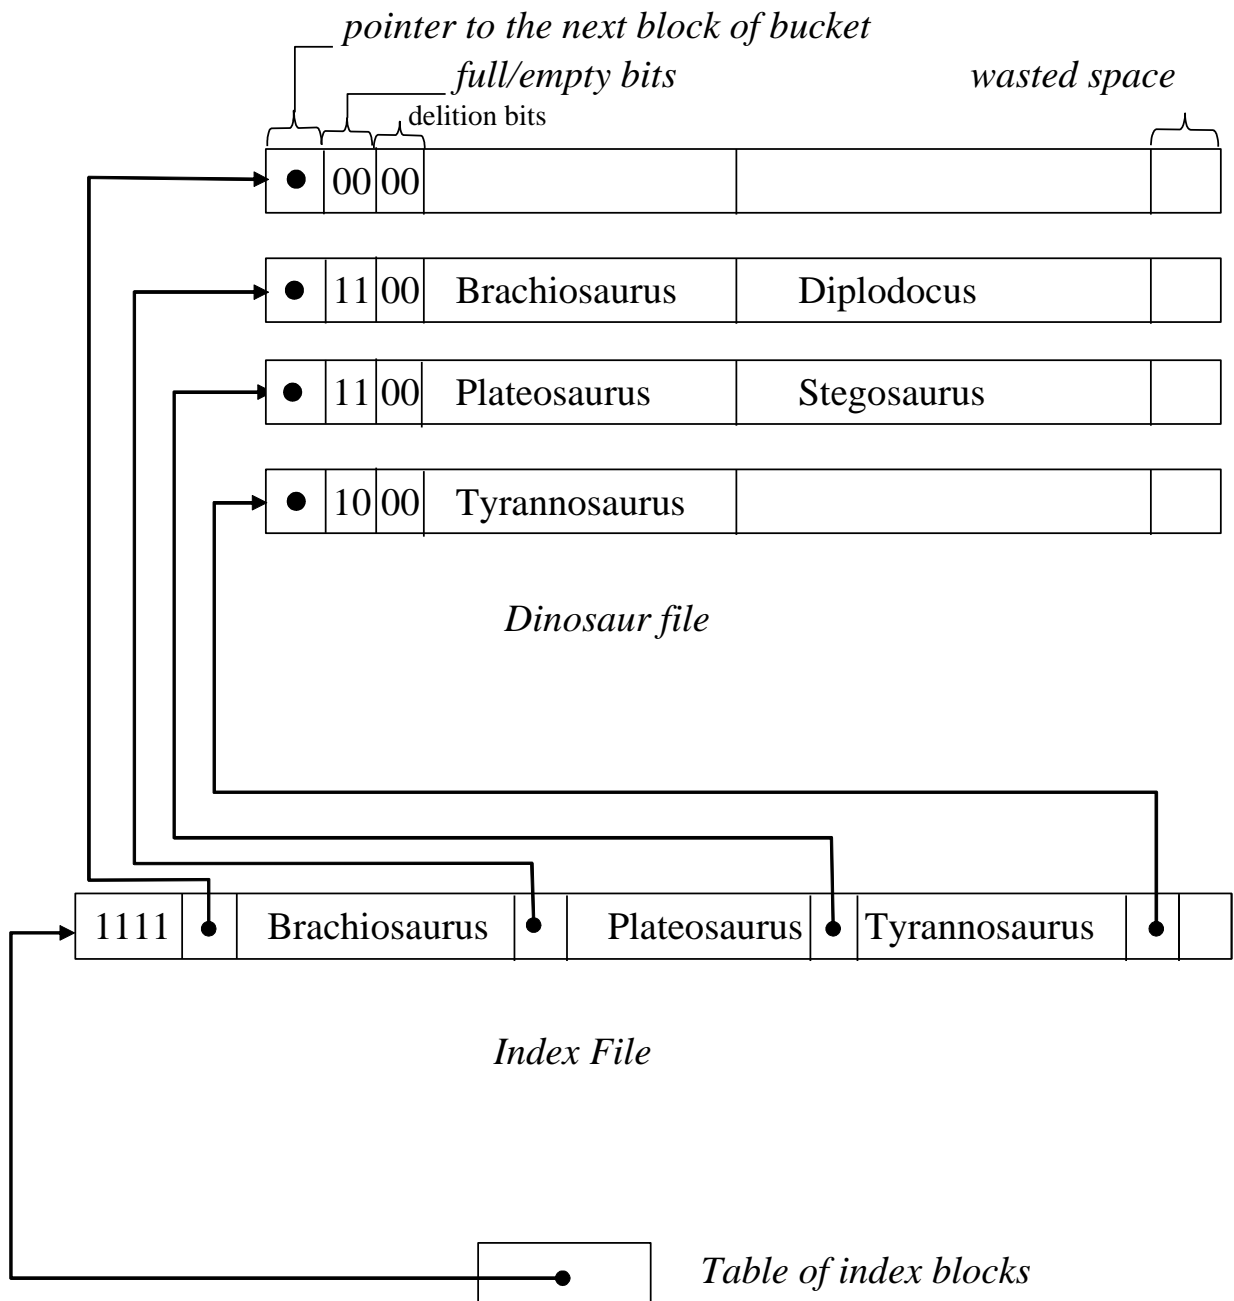 pointer to the next block of bucket
full/empty bits
wasted space
delition bits
00 00
11 00 Brachiosaurus Diplodocus
11 00 Plateosaurus Stegosaurus
10 00 Tyrannosaurus
Dinosaur file
1111 Brachiosaurus Plateosaurus Tyrannosaurus
Index File
Table of index blocks